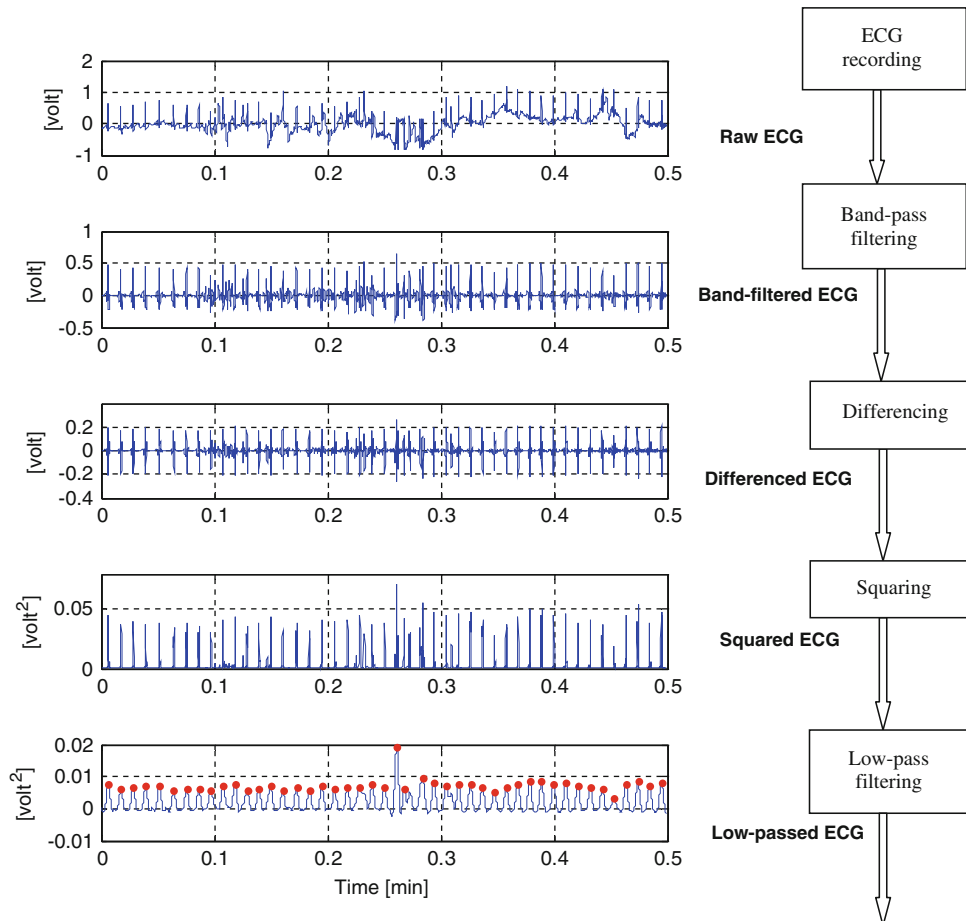 ECG
recording
2
1
0
-1
[volt]
0 0.1 0.2 0.3 0.4 0.5
Raw ECG
Band-pass
filtering
1
0.5
0
-0.5
[volt]
0 0.1 0.2 0.3 0.4 0.5
Band-filtered ECG
Differencing
0.2
0
-0.2
-0.4
[volt]
0 0.1 0.2 0.3 0.4 0.5
Differenced ECG
Squaring
0.05
0
[volt²]
0 0.1 0.2 0.3 0.4 0.5
Squared ECG
Low-pass
filtering
0.02
0.01
0
-0.01
[volt²]
0 0.1 0.2 0.3 0.4 0.5
Time [min]
Low-passed ECG